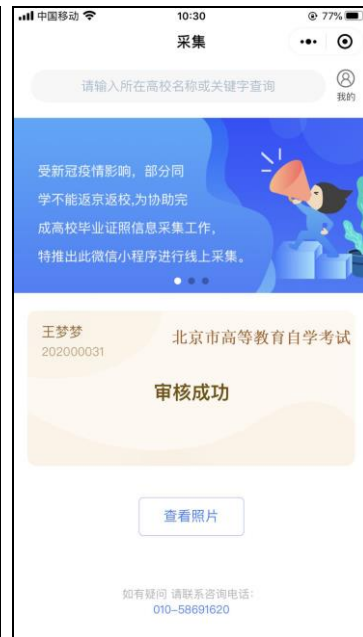 中国移动 10:30 77%
采集
请输入所在高校名称或关键字查询
我的
受新冠疫情影响，部分同
学不能返京返校,为协助完
成高校毕业证照信息采集工作，
特推出此微信小程序进行线上采集。
王梦梦 北京市高等教育自学考试
202000031
审核成功
查看照片
如有疑问 请联系咨询电话：
010-58691620